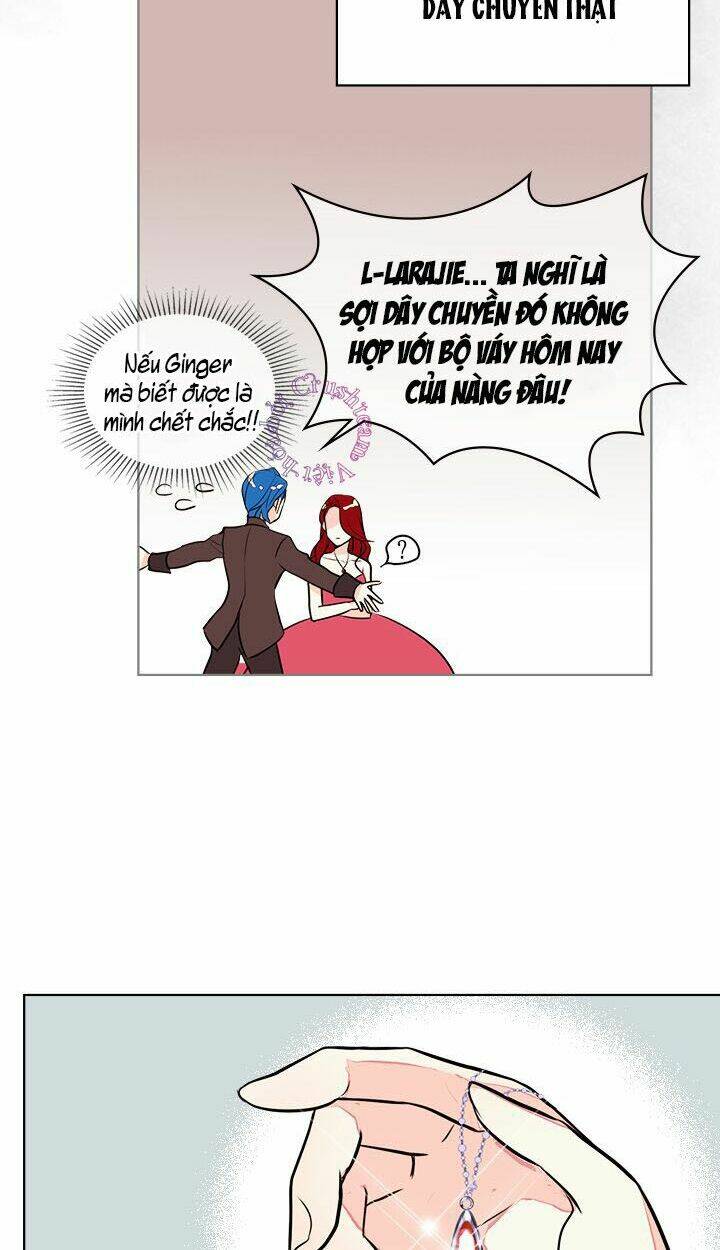 DÂY CHUYỀN THẬT
L-LARAJIE... TA NGHĨ LÀ
SỢI DÂY CHUYỀN ĐÓ KHÔNG
HỢP VỚI BỘ VÁY HÔM NAY
CỦA NÀNG ĐÂU!
Nếu Ginger
mà biết được là
mình chết chắc!!
Crushteam
?